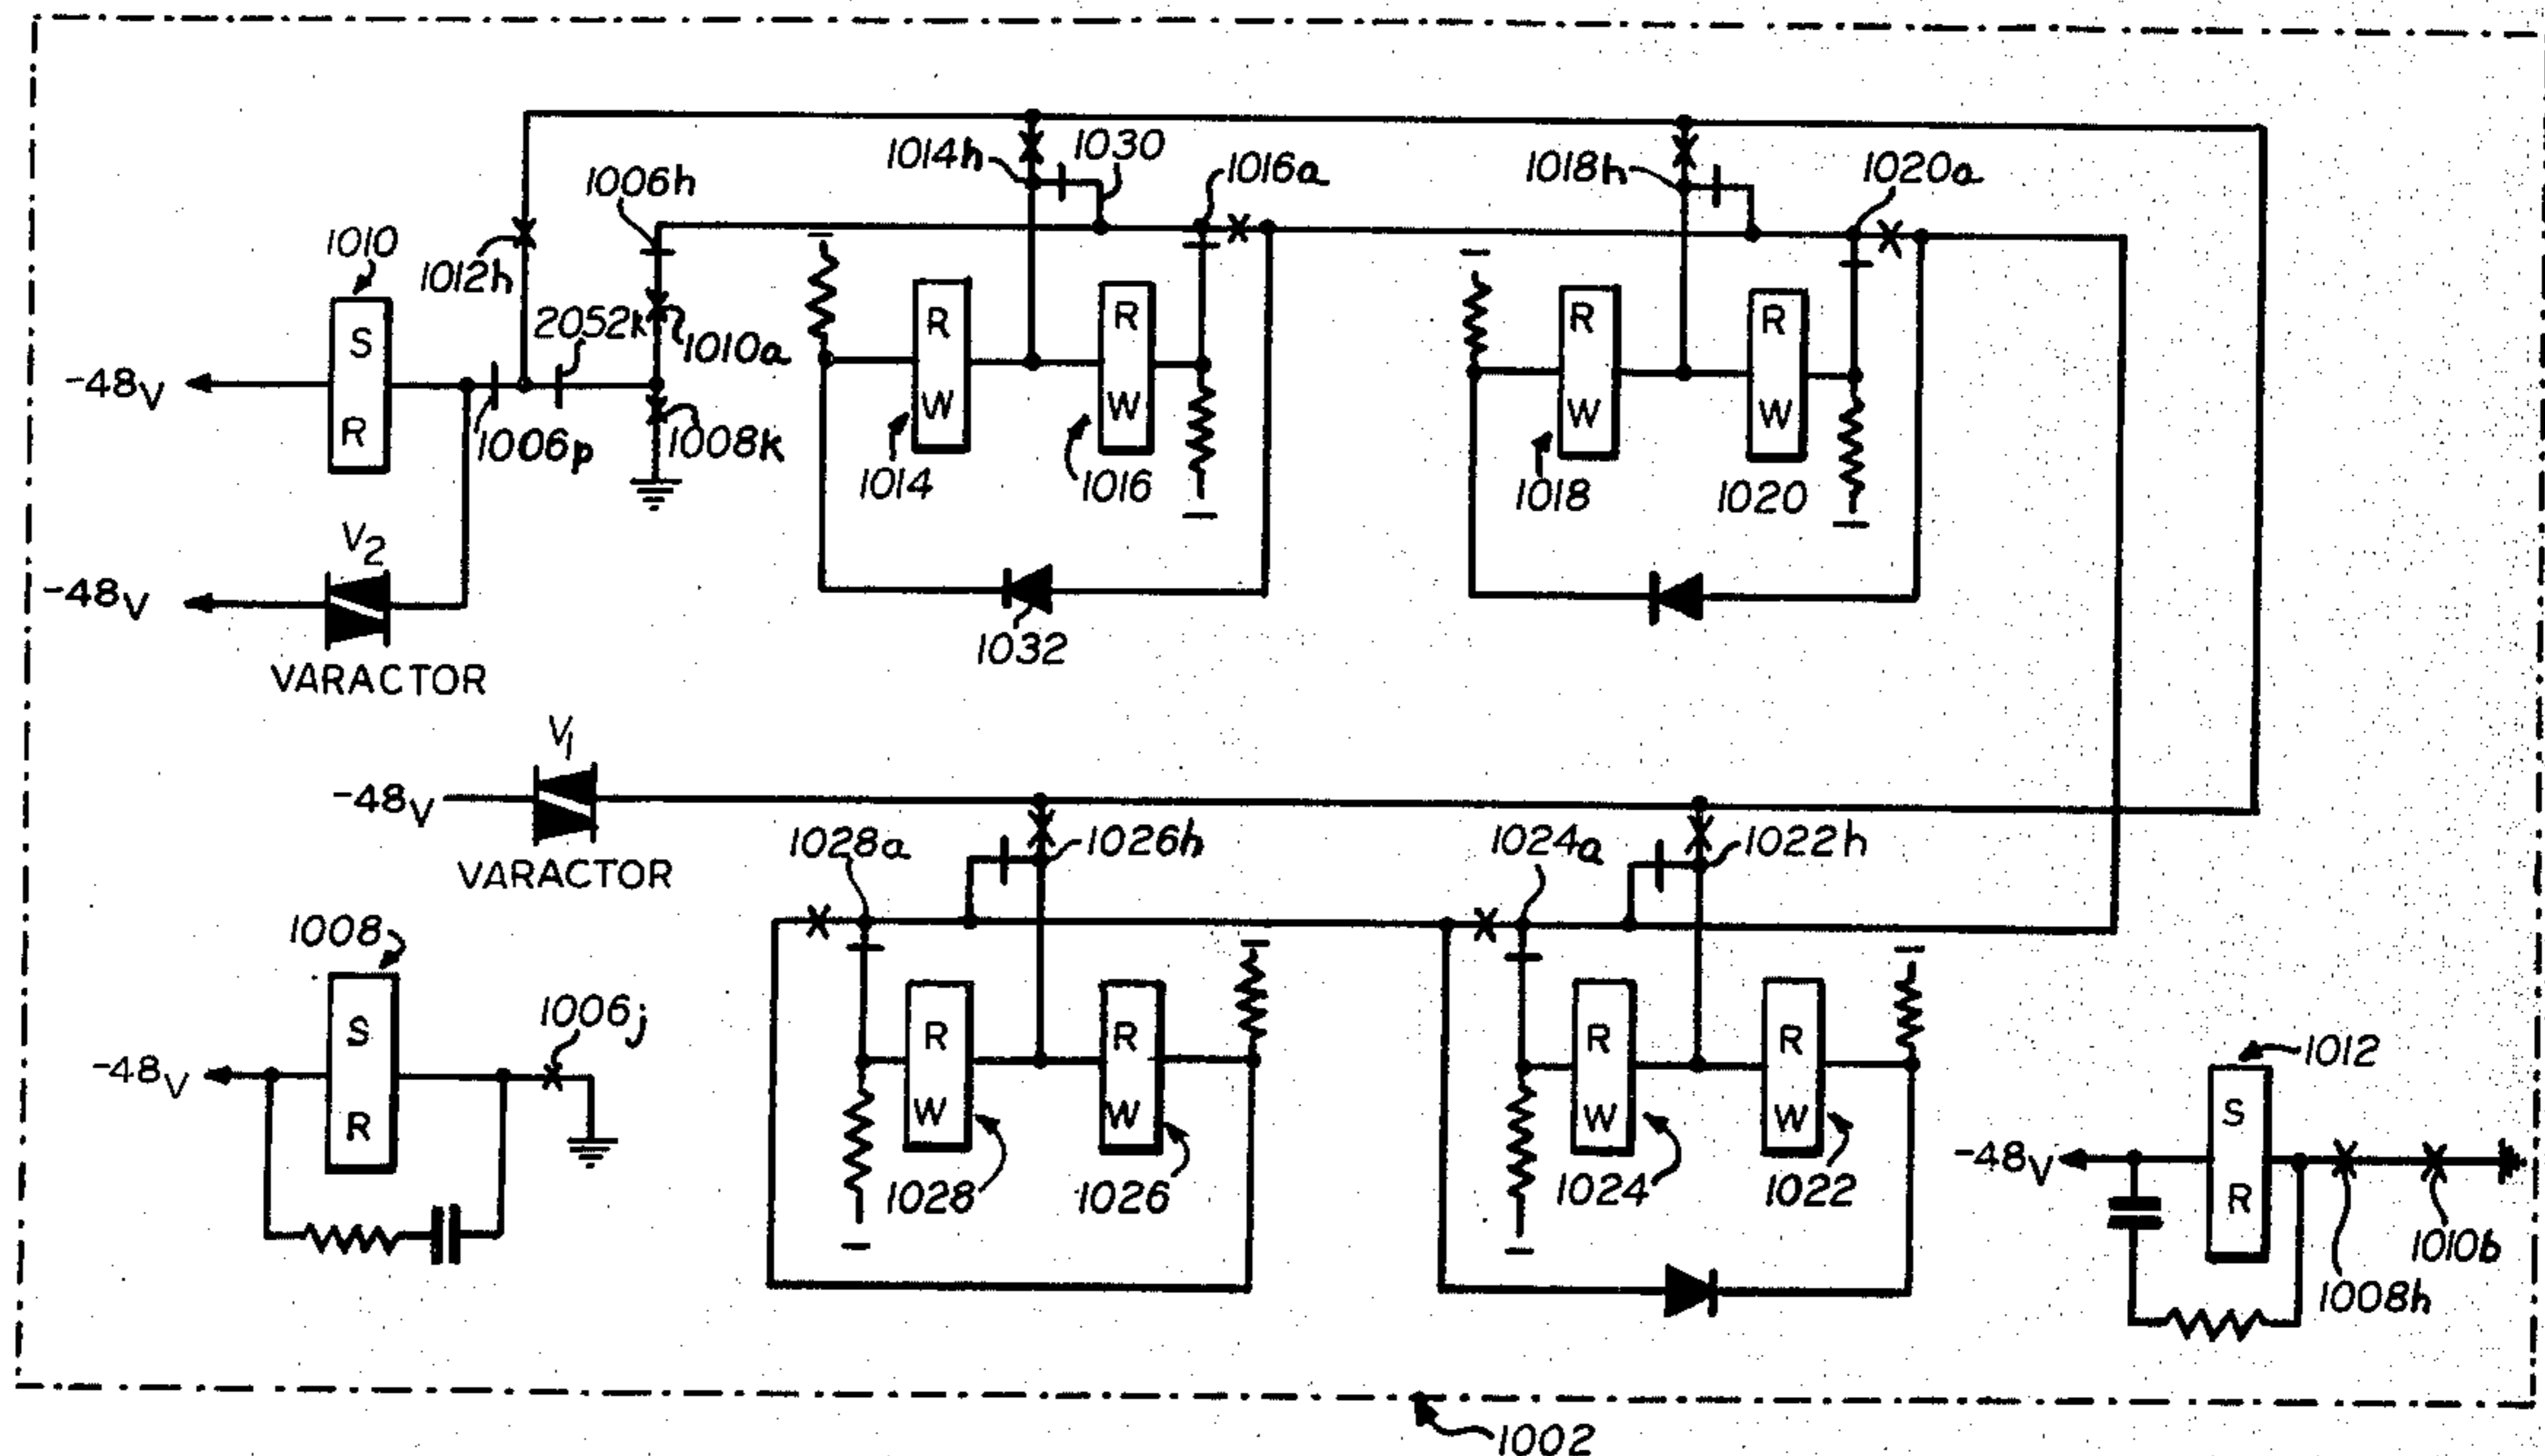 1014h
1030
1016a
1018h
1020a
1006h
1010
1012h
2052k
1010a
S
R
-48V
1006p
1008k
R
W
1014
R
W
1016
R
W
1018
R
W
1020
V2
-48V
VARACTOR
1032
V1
-48V
VARACTOR
1028a
1026h
1024a
1022h
1008
S
R
-48V
1006j
R
W
1028
R
W
1026
R
W
1024
R
W
1022
1012
S
R
-48V
1008h
1010b
1002